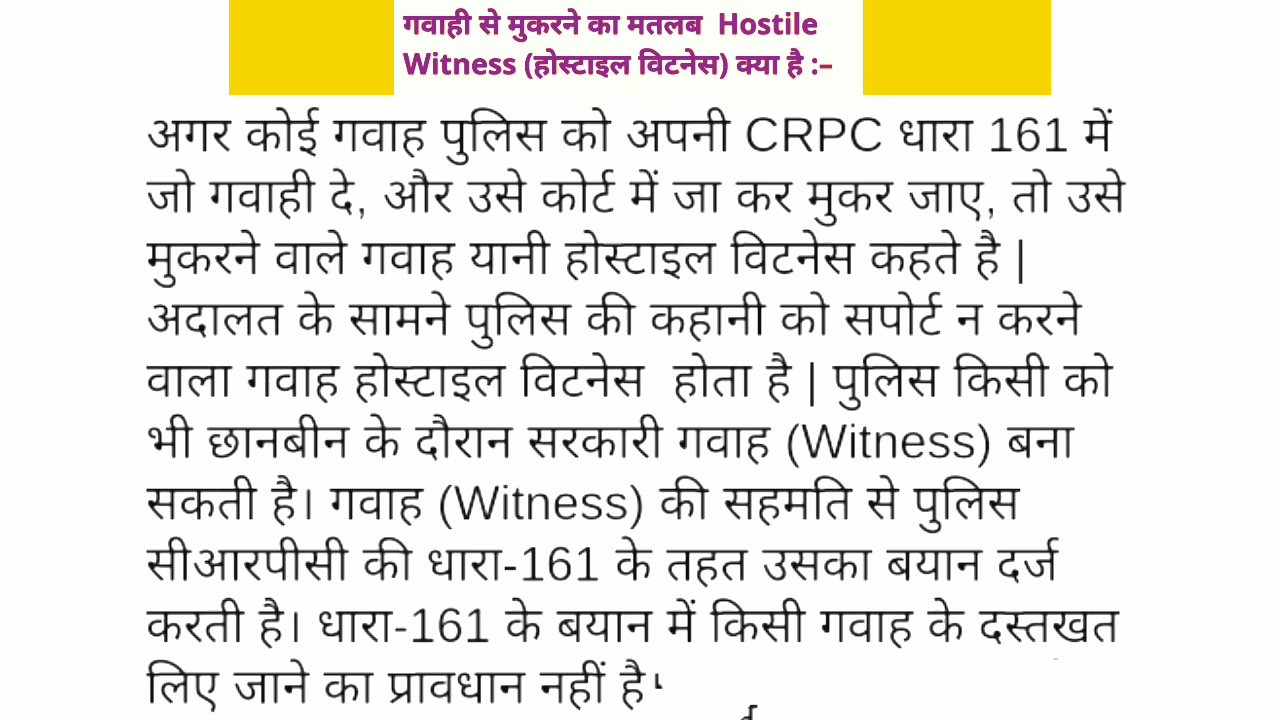 गवाही से मुकरने का मतलब Hostile
Witness (होस्टाइल विटनेस) क्या है :–
अगर कोई गवाह पुलिस को अपनी CRPC धारा 161 में
जो गवाही दे, और उसे कोर्ट में जा कर मुकर जाए, तो उसे
मुकरने वाले गवाह यानी होस्टाइल विटनेस कहते है |
अदालत के सामने पुलिस की कहानी को सपोर्ट न करने
वाला गवाह होस्टाइल विटनेस होता है | पुलिस किसी को
भी छानबीन के दौरान सरकारी गवाह (Witness) बना
सकती है। गवाह (Witness) की सहमति से पुलिस
सीआरपीसी की धारा-161 के तहत उसका बयान दर्ज
करती है। धारा-161 के बयान में किसी गवाह के दस्तखत
लिए जाने का प्रावधान नहीं है